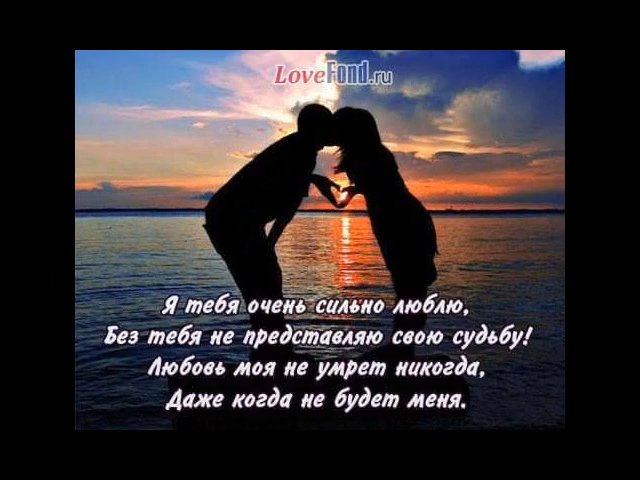 LoveFond.ru
Я тебя очень сильно люблю,
Без тебя не представляю свою судьбу!
Любовь моя не умрет никогда,
Даже когда не будет меня.